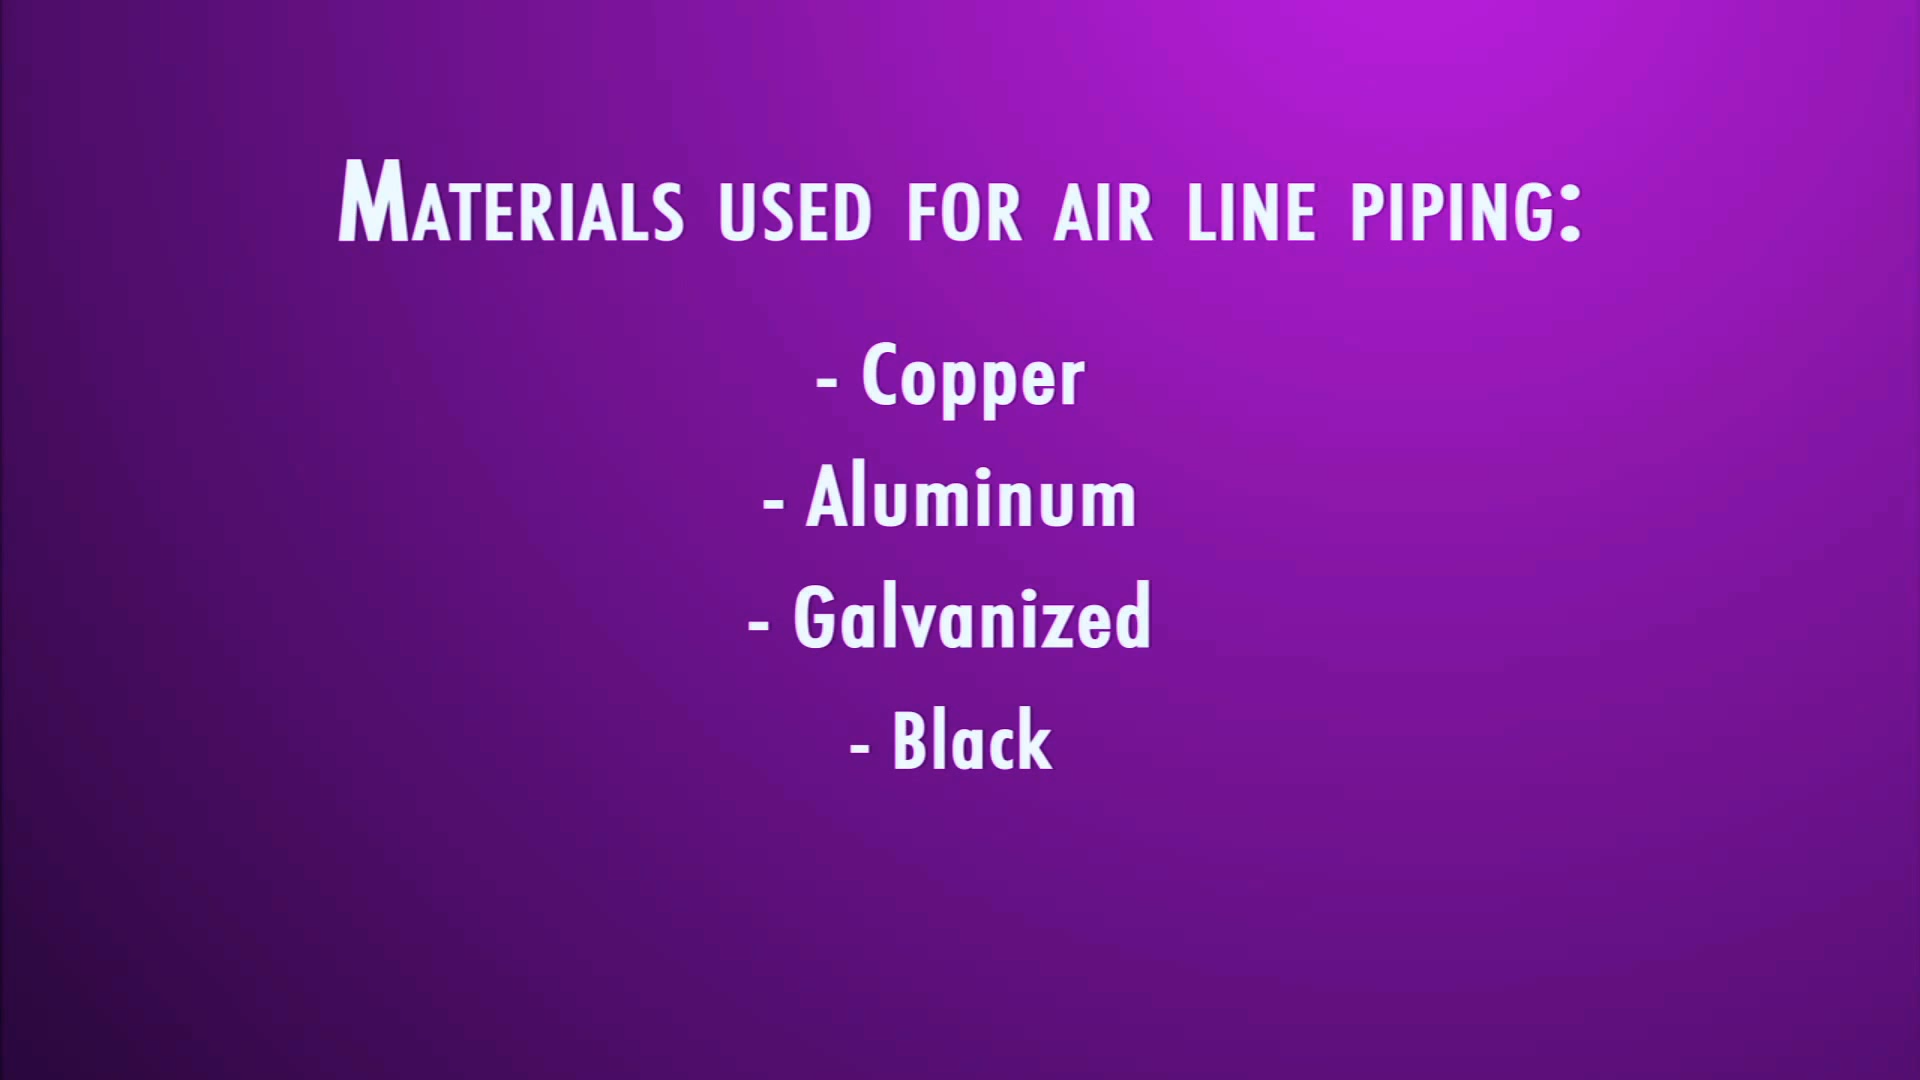 Materials used for air line piping:
- Copper
- Aluminum
- Galvanized
- Black